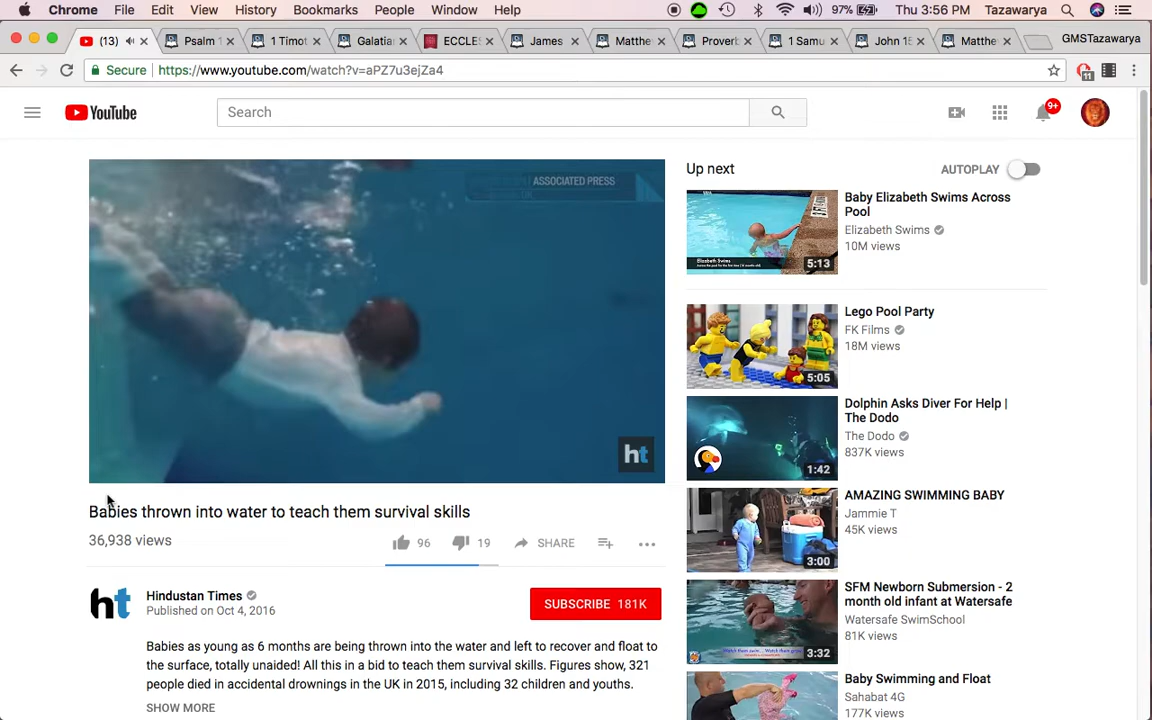 Chrome File Edit View History Bookmarks People Window Help 97% Thu 3:56 PM Tazawarya
(13) Psalm 1 1 Timot Galatian ECCLES James Matthe Proverb 1 Samu John 15 Matthe GMSTazawarya
Secure https://www.youtube.com/watch?v=aPZ7u3ejZa4 11
YouTube Search 9+
ASSOCIATED PRESS
ht
Babies thrown into water to teach them survival skills
36,938 views
96 19 SHARE
ht
Hindustan Times
Published on Oct 4, 2016
SUBSCRIBE 181K
Babies as young as 6 months are being thrown into the water and left to recover and float to
the surface, totally unaided! All this in a bid to teach them survival skills. Figures show, 321
people died in accidental drownings in the UK in 2015, including 32 children and youths.
SHOW MORE
Up next AUTOPLAY
5:13
Baby Elizabeth Swims Across
Pool
Elizabeth Swims
10M views
5:05
Lego Pool Party
FK Films
18M views
1:42
Dolphin Asks Diver For Help |
The Dodo
The Dodo
837K views
3:00
AMAZING SWIMMING BABY
Jammie T
45K views
3:32
SFM Newborn Submersion - 2
month old infant at Watersafe
Watersafe SwimSchool
81K views
Baby Swimming and Float
Sahabat 4G
177K views